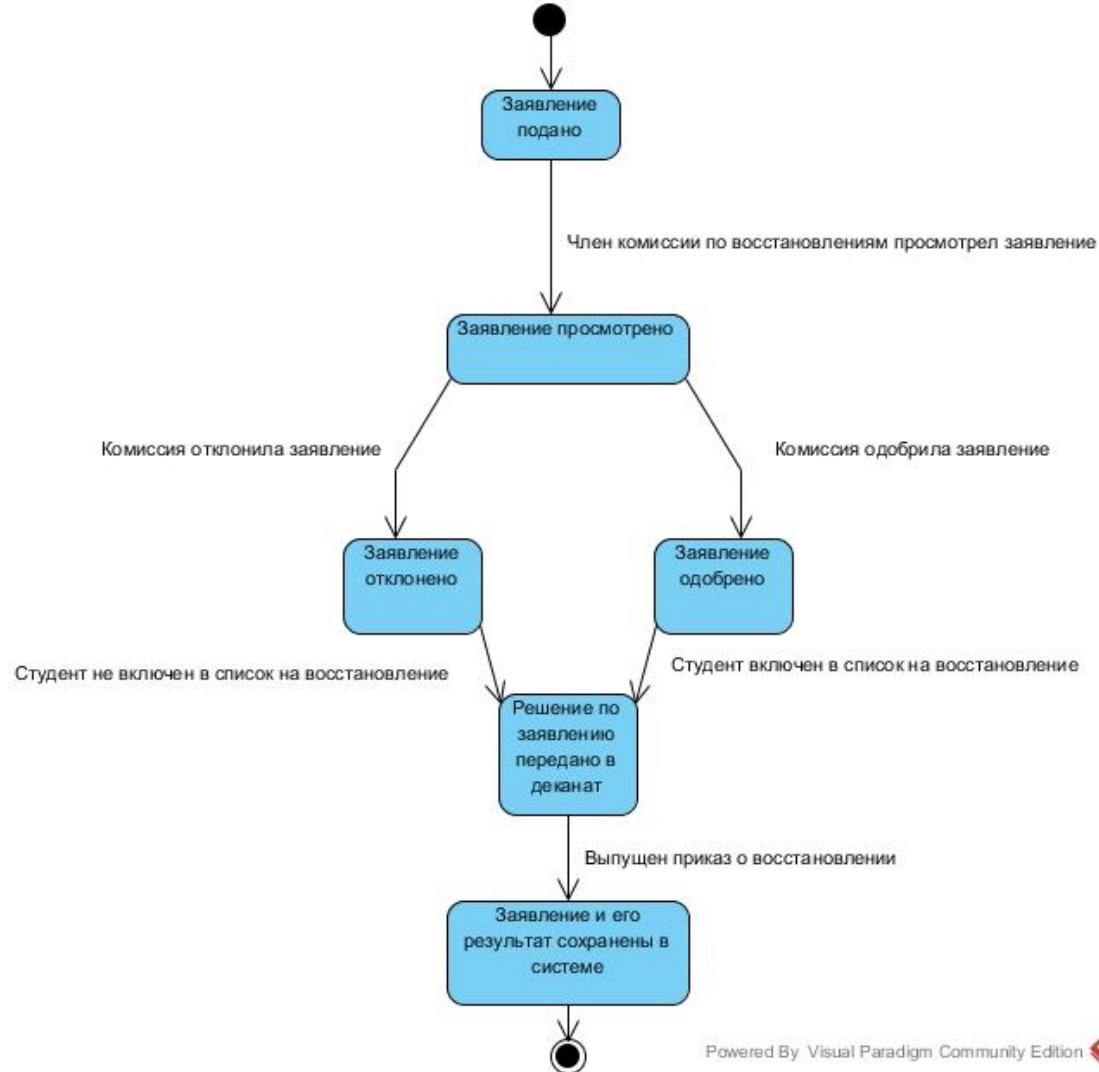 Заявление
подано
Член комиссии по восстановлениям просмотрел заявление
Заявление просмотрено
Комиссия отклонила заявление
Комиссия одобрила заявление
Заявление
отклонено
Заявление
одобрено
Студент не включен в список на восстановление
Студент включен в список на восстановление
Решение по
заявлению
передано в
деканат
Выпущен приказ о восстановлении
Заявление и его
результат сохранены в
системе
Powered By Visual Paradigm Community Edition